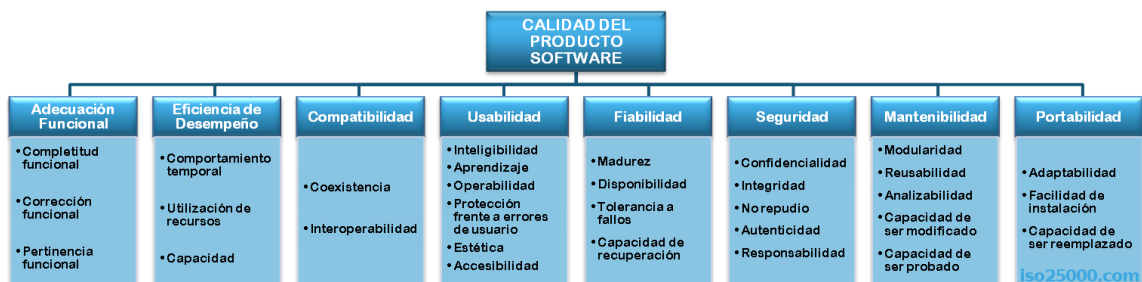 CALIDAD DEL
PRODUCTO
SOFTWARE
Adecuación
Funcional
• Completitud
funcional
• Corrección
funcional
• Pertinencia
funcional
Eficiencia de
Desempeño
• Comportamiento
temporal
• Utilización de
recursos
• Capacidad
Compatibilidad
• Coexistencia
• Interoperabilidad
Usabilidad
• Inteligibilidad
• Aprendizaje
• Operabilidad
• Protección
frente a errores
de usuario
• Estética
• Accesibilidad
Fiabilidad
• Madurez
• Disponibilidad
• Tolerancia a
fallos
• Capacidad de
recuperación
Seguridad
• Confidencialidad
• Integridad
• No repudio
• Autenticidad
• Responsabilidad
Mantenibilidad
• Modularidad
• Reusabilidad
• Analizabilidad
• Capacidad de
ser modificado
• Capacidad de
ser probado
Portabilidad
• Adaptabilidad
• Facilidad de
instalación
• Capacidad de
ser reemplazado
iso25000.com